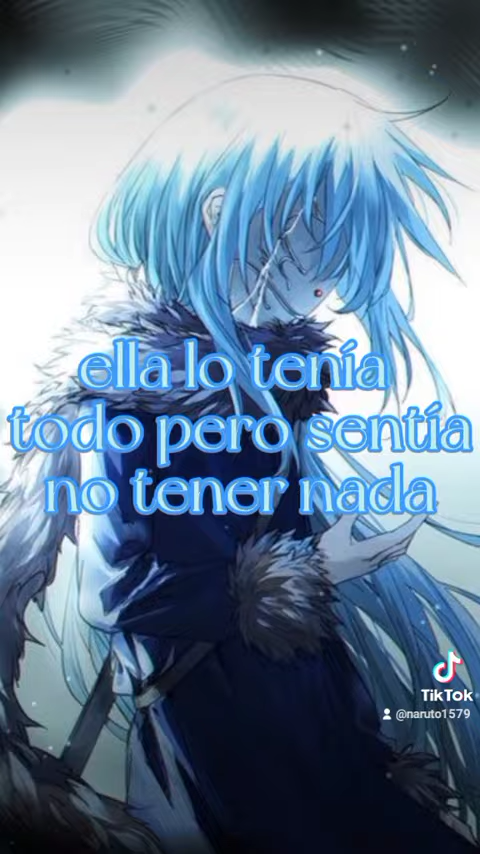 ella lo tenía
todo pero sentía
no tener nada
TikTok
@naruto1579